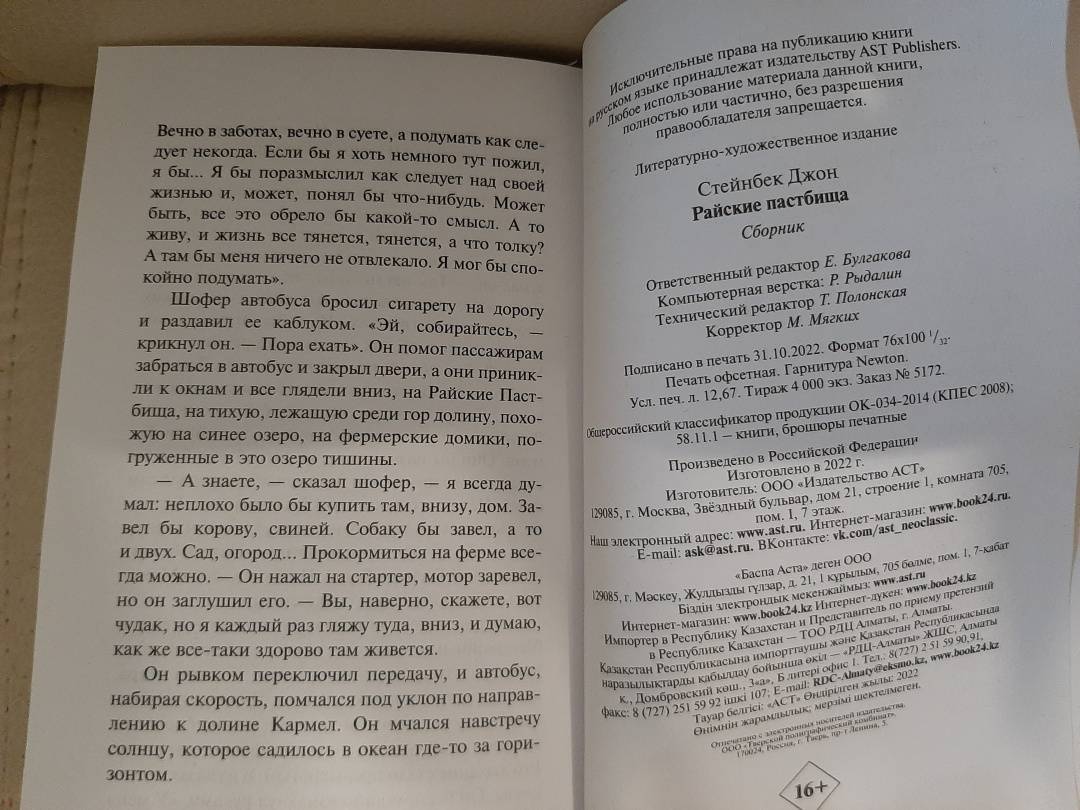 Вечно в заботах, вечно в суете, а подумать как сле-
дует некогда. Если бы я хоть немного тут пожил,
я бы... Я бы поразмыслил как следует над своей
жизнью и, может, понял бы что-нибудь. Может
быть, все это обрело бы какой-то смысл. А то
живу, и жизнь все тянется, тянется, а что толку?
А там бы меня ничего не отвлекало. Я мог бы спо-
койно подумать».
Шофер автобуса бросил сигарету на дорогу
и раздавил ее каблуком. «Эй, собирайтесь, —
крикнул он. — Пора ехать». Он помог пассажирам
забраться в автобус и закрыл двери, а они приник-
ли к окнам и все глядели вниз, на Райские Паст-
бища, на тихую, лежащую среди гор долину, похо-
жую на синее озеро, на фермерские домики, по-
груженные в это озеро тишины.
— А знаете, — сказал шофер, — я всегда ду-
мал: неплохо было бы купить там, внизу, дом. За-
вел бы корову, свиней. Собаку бы завел, а то
и двух. Сад, огород... Прокормиться на ферме все-
гда можно. — Он нажал на стартер, мотор заревел,
но он заглушил его. — Вы, наверно, скажете, вот
чудак, но я каждый раз гляжу туда, вниз, и думаю,
как же все-таки здорово там живется.
Он рывком переключил передачу, и автобус,
набирая скорость, помчался под уклон по направ-
лению к долине Кармел. Он мчался навстречу
солнцу, которое садилось в океан где-то за гори-
зонтом.
Исключительные права на публикацию книги
на русском языке принадлежат издательству AST Publishers.
Любое использование материала данной книги,
полностью или частично, без разрешения
правообладателя запрещается.
Литературно-художественное издание
Стейнбек Джон
Райские пастбища
Сборник
Ответственный редактор Е. Булгакова
Компьютерная верстка: Р. Рыдалин
Технический редактор Т. Полонская
Корректор М. Мягких
Подписано в печать 31.10.2022. Формат 76x100 1/32.
Печать офсетная. Гарнитура Newton.
Усл. печ. л. 12,67. Тираж 4 000 экз. Заказ № 5172.
Общероссийский классификатор продукции ОК-034-2014 (КПЕС 2008);
58.11.1 — книги, брошюры печатные
Произведено в Российской Федерации
Изготовлено в 2022 г.
Изготовитель: ООО «Издательство АСТ»
129085, г. Москва, Звёздный бульвар, дом 21, строение 1, комната 705,
пом. 1, 7 этаж.
Наш электронный адрес: www.ast.ru. Интернет-магазин: www.book24.ru.
E-mail: ask@ast.ru. ВКонтакте: vk.com/ast_neoclassic.
«Баспа Аста» деген ООО
129085, г. Мәскеу, Жулдызды гүлзар, д. 21, 1 құрылым, 705 бөлме, пом. 1, 7-қабат
Біздін электрондық мекенжаймыз: www.ast.ru
Интернет-магазин: www.book24.kz Интернет-дүкен: www.book24.kz
Импортер в Республику Казахстан и Представитель по приему претензий
в Республике Казахстан — ТОО РДЦ Алматы, г. Алматы.
Қазақстан Республикасына импорттаушы және Қазақстан Республикасында
наразылықтарды қабылдау бойынша өкіл — «РДЦ-Алматы» ЖШС, Алматы
к., Домбровский көш., 3«а», Б литері офис 1. Тел.: 8(727) 2 51 59 90,91,
факс: 8 (727) 251 59 92 ішкі 107; E-mail: RDC-Almaty@eksmo.kz, www.book24.kz
Тауар белгісі: «АСТ» Өндірілген жылы: 2022
Өнімнін жарамдылық; мерзімі шектелмеген.
Отпечатано с электронных носителей издательства.
ООО «Тверской полиграфический комбинат».
170024, Россия, г. Тверь, пр-т Ленина, 5.
16+